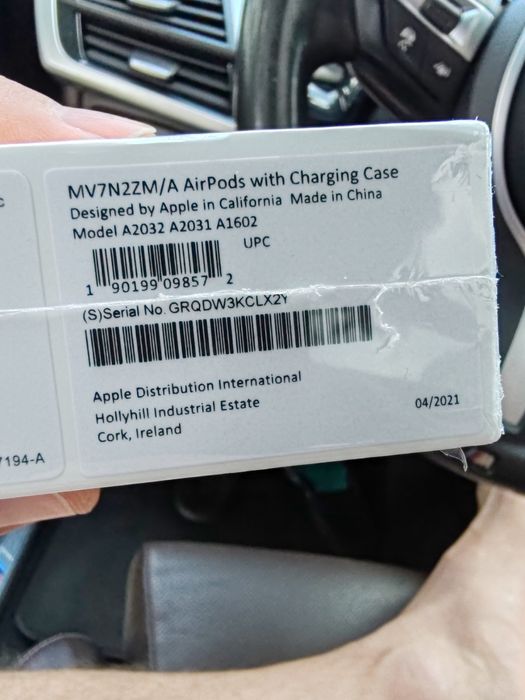 MV7N2ZM/A AirPods with Charging Case
Designed by Apple in California Made in China
Model A2032 A2031 A1602
UPC
1 90199 09857 2
(S)Serial No. GRQDW3KCLX2Y
Apple Distribution International
Hollyhill Industrial Estate
Cork, Ireland
04/2021
7194-A